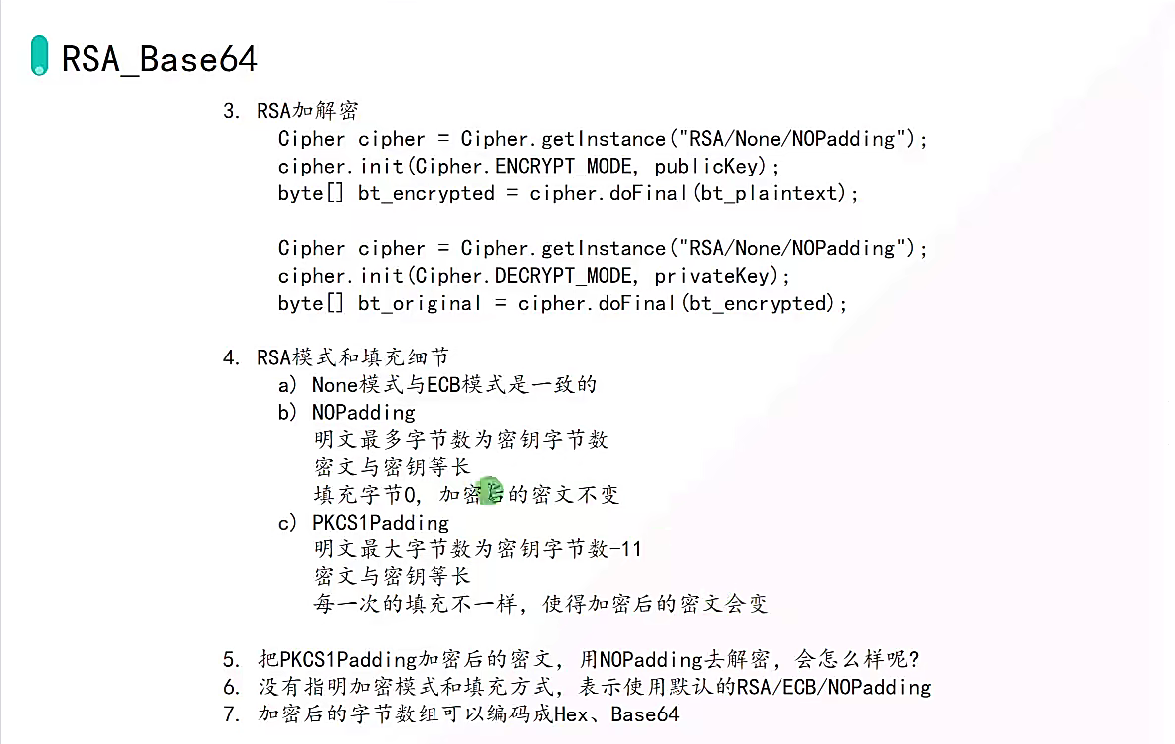 RSA_Base64
3. RSA加解密
Cipher cipher = Cipher.getInstance("RSA/None/NOPadding");
cipher.init(Cipher.ENCRYPT_MODE, publicKey);
byte[] bt_encrypted = cipher.doFinal(bt_plaintext);
Cipher cipher = Cipher.getInstance("RSA/None/NOPadding");
cipher.init(Cipher.DECRYPT_MODE, privateKey);
byte[] bt_original = cipher.doFinal(bt_encrypted);
4. RSA模式和填充细节
a) None模式与ECB模式是一致的
b) NOPadding
明文最多字节数为密钥字节数
密文与密钥等长
填充字节0, 加密后的密文不变
c) PKCS1Padding
明文最大字节数为密钥字节数-11
密文与密钥等长
每一次的填充不一样，使得加密后的密文会变
5. 把PKCS1Padding加密后的密文，用NOPadding去解密，会怎么样呢?
6. 没有指明加密模式和填充方式，表示使用默认的RSA/ECB/NOPadding
7. 加密后的字节数组可以编码成Hex、Base64